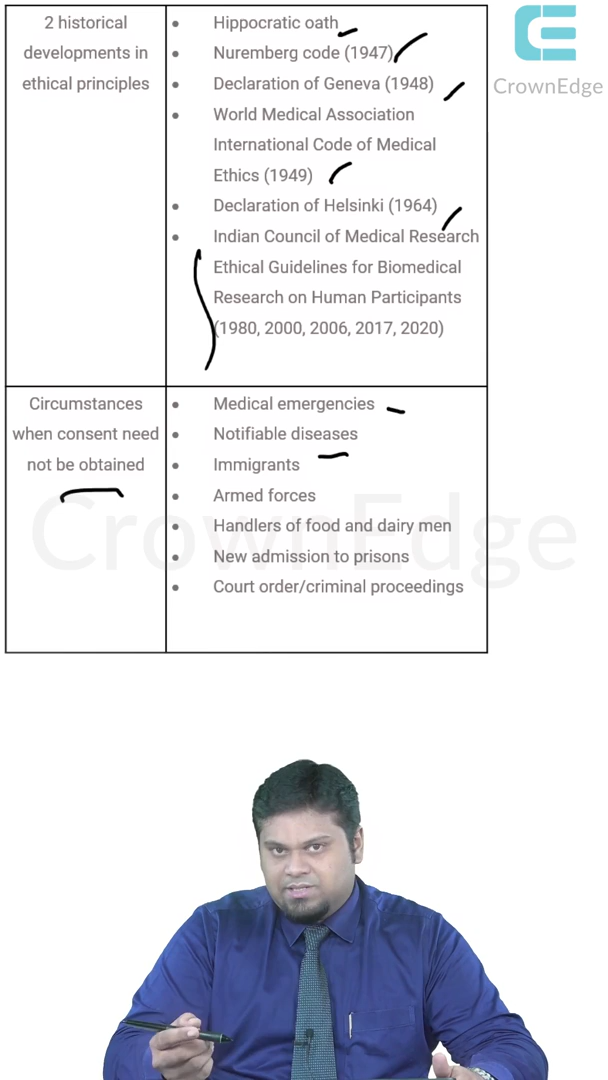 2 historical
developments in
ethical principles
• Hippocratic oath
• Nuremberg code (1947)
• Declaration of Geneva (1948)
• World Medical Association
International Code of Medical
Ethics (1949)
• Declaration of Helsinki (1964)
• Indian Council of Medical Research
Ethical Guidelines for Biomedical
Research on Human Participants
(1980, 2000, 2006, 2017, 2020)
CrownEdge
Circumstances
when consent need
not be obtained
• Medical emergencies
• Notifiable diseases
• Immigrants
• Armed forces
• Handlers of food and dairy men
• New admission to prisons
• Court order/criminal proceedings
CrownEdge